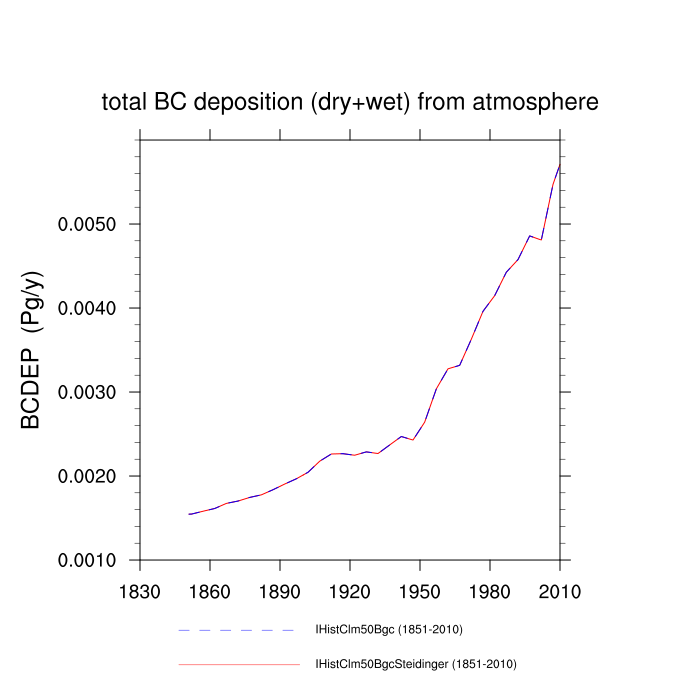 total BC deposition (dry+wet) from atmosphere
BCDEP (Pg/y)
0.0050
0.0040
0.0030
0.0020
0.0010
1830 1860 1890 1920 1950 1980 2010
IHistClm50Bgc (1851-2010)
IHistClm50BgcSteidinger (1851-2010)